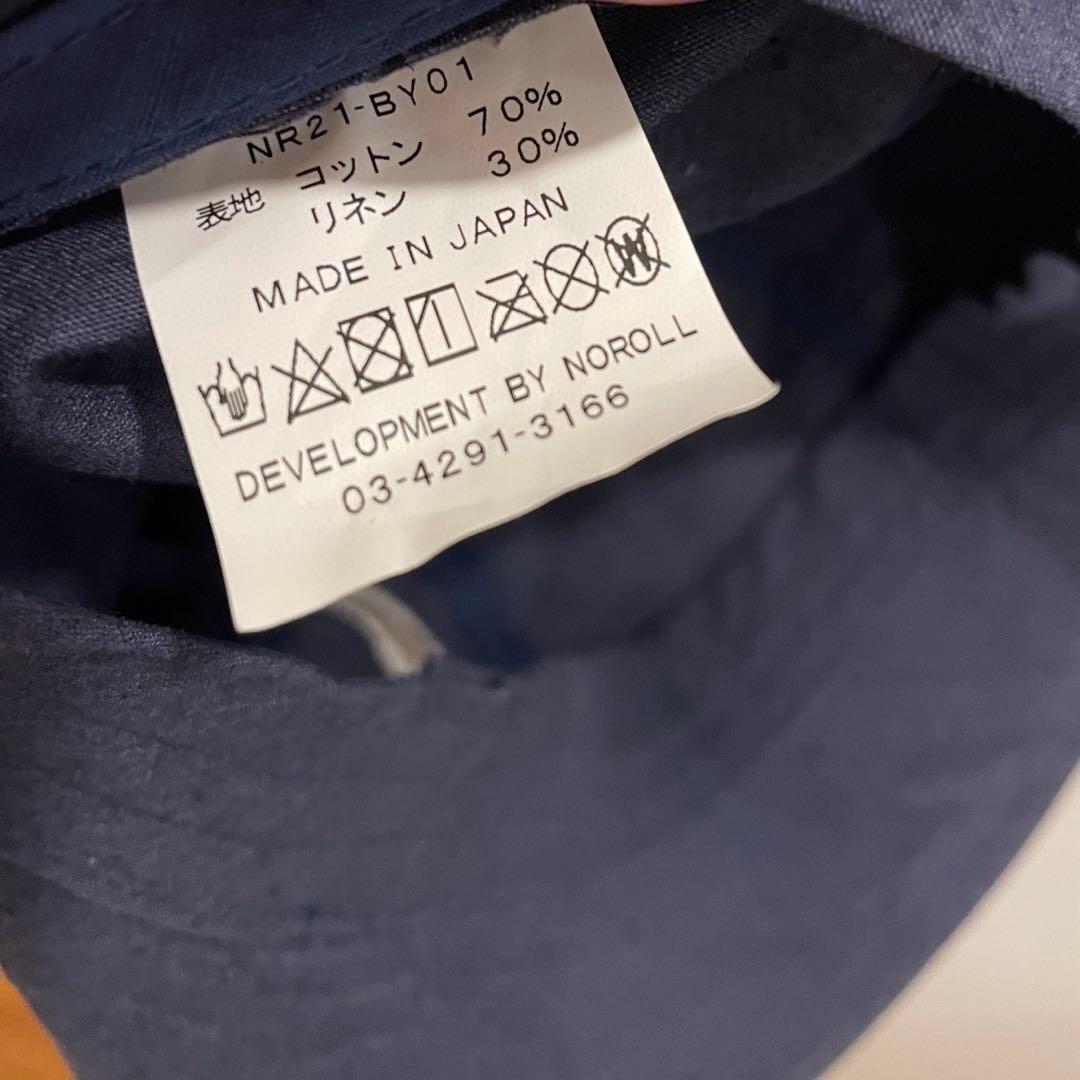 NR21-BY01
表地 コットン 70%
リネン 30%
MADE IN JAPAN
W
DEVELOPMENT BY NOROLL
03-4291-3166